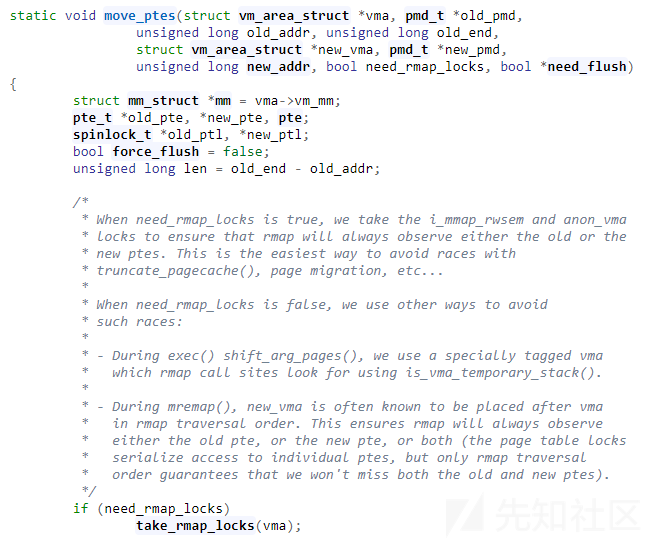 static void move_ptes(struct vm_area_struct *vma, pmd_t *old_pmd,
unsigned long old_addr, unsigned long old_end,
struct vm_area_struct *new_vma, pmd_t *new_pmd,
unsigned long new_addr, bool need_rmap_locks, bool *need_flush)
{
struct mm_struct *mm = vma->vm_mm;
pte_t *old_pte, *new_pte, pte;
spinlock_t *old_ptl, *new_ptl;
bool force_flush = false;
unsigned long len = old_end - old_addr;
/*
* When need_rmap_locks is true, we take the i_mmap_rwsem and anon_vma
* locks to ensure that rmap will always observe either the old or the
* new ptes. This is the easiest way to avoid races with
* truncate_pagecache(), page migration, etc...
*
* When need_rmap_locks is false, we use other ways to avoid
* such races:
*
* - During exec() shift_arg_pages(), we use a specially tagged vma
*   which rmap call sites look for using is_vma_temporary_stack().
*
* - During mremap(), new_vma is often known to be placed after vma
*   in rmap traversal order. This ensures rmap will always observe
*   either the old pte, or the new pte, or both (the page table locks
*   serialize access to individual ptes, but only rmap traversal
*   order guarantees that we won't miss both the old and new ptes).
*/
if (need_rmap_locks)
take_rmap_locks(vma);
先知社区